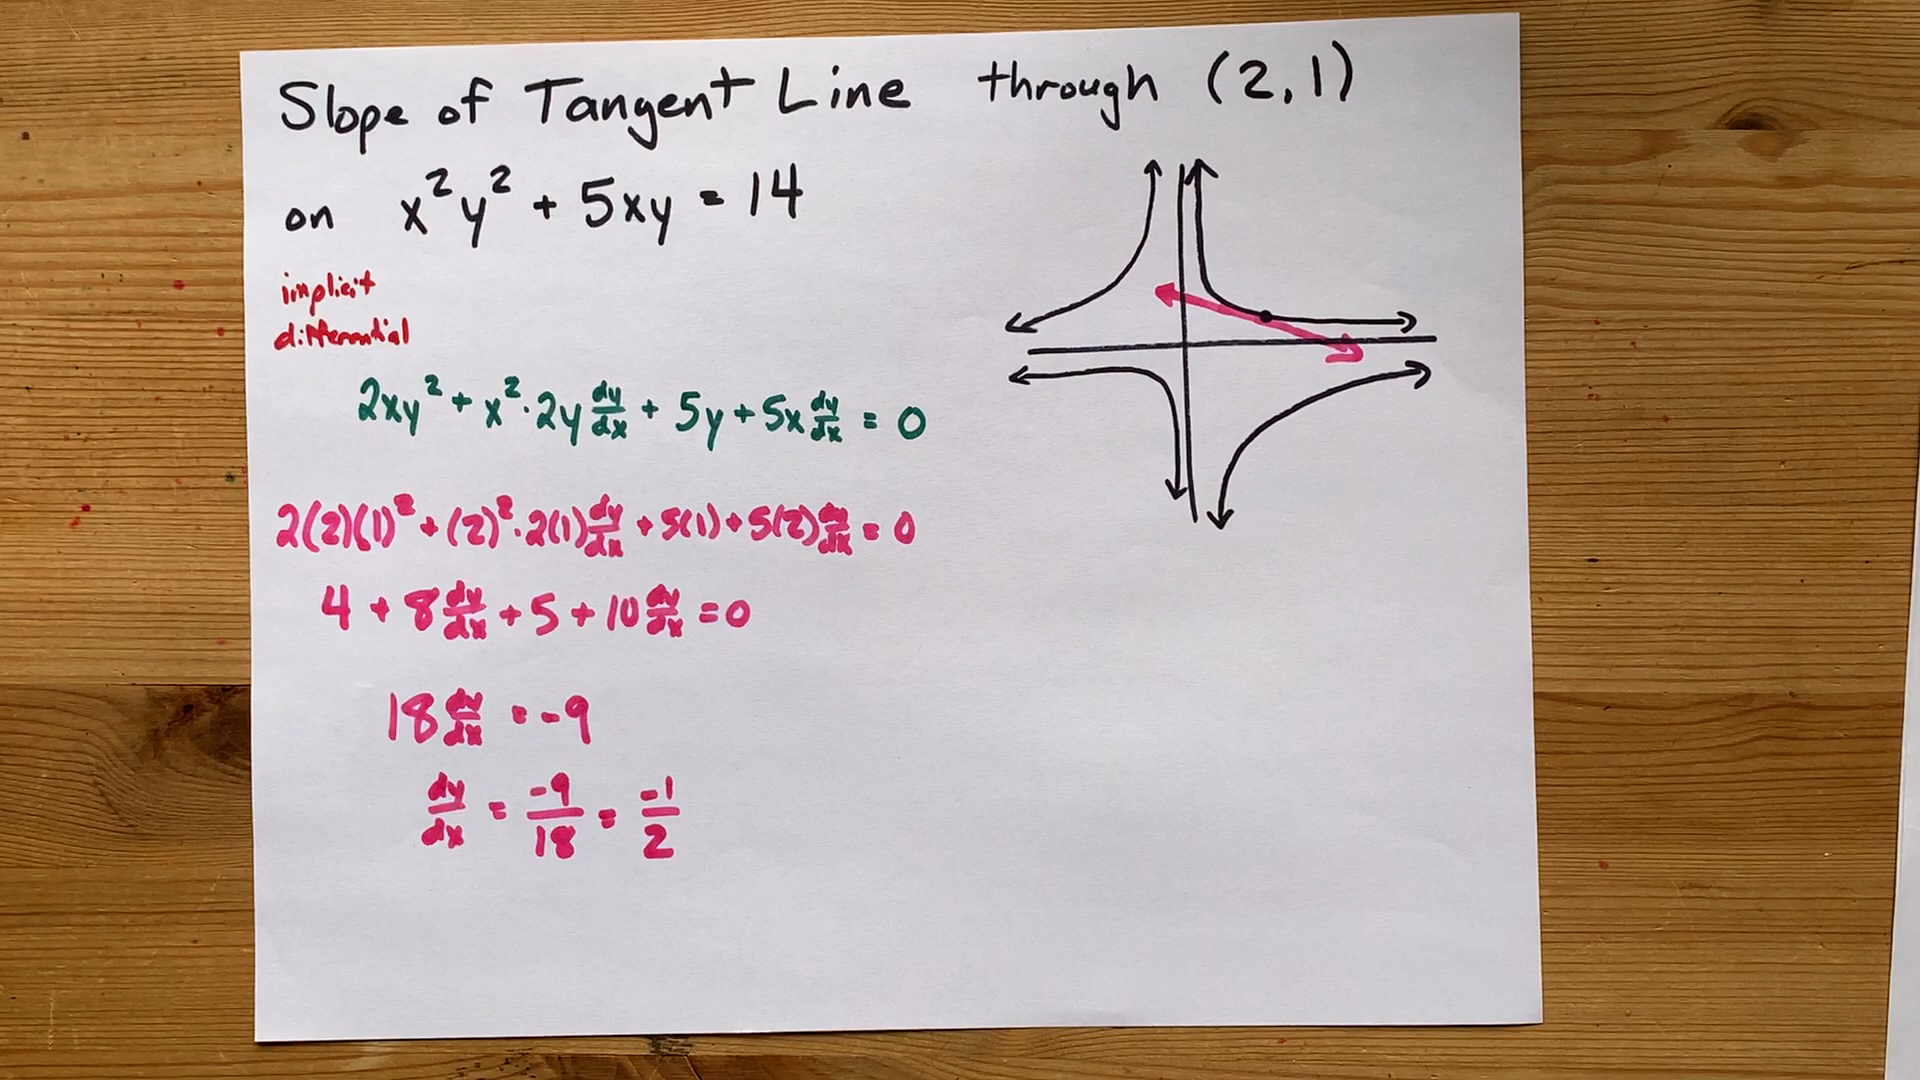 Slope of Tangent Line through (2,1)
on x²y² + 5xy = 14
implicit
differential
2xy² + x²·2y dy/dx + 5y + 5x dy/dx = 0
2(2)(1)² + (2)²·2(1) dy/dx + 5(1) + 5(2) dy/dx = 0
4 + 8 dy/dx + 5 + 10 dy/dx = 0
18 dy/dx = -9
dy/dx = -9/18 = -1/2